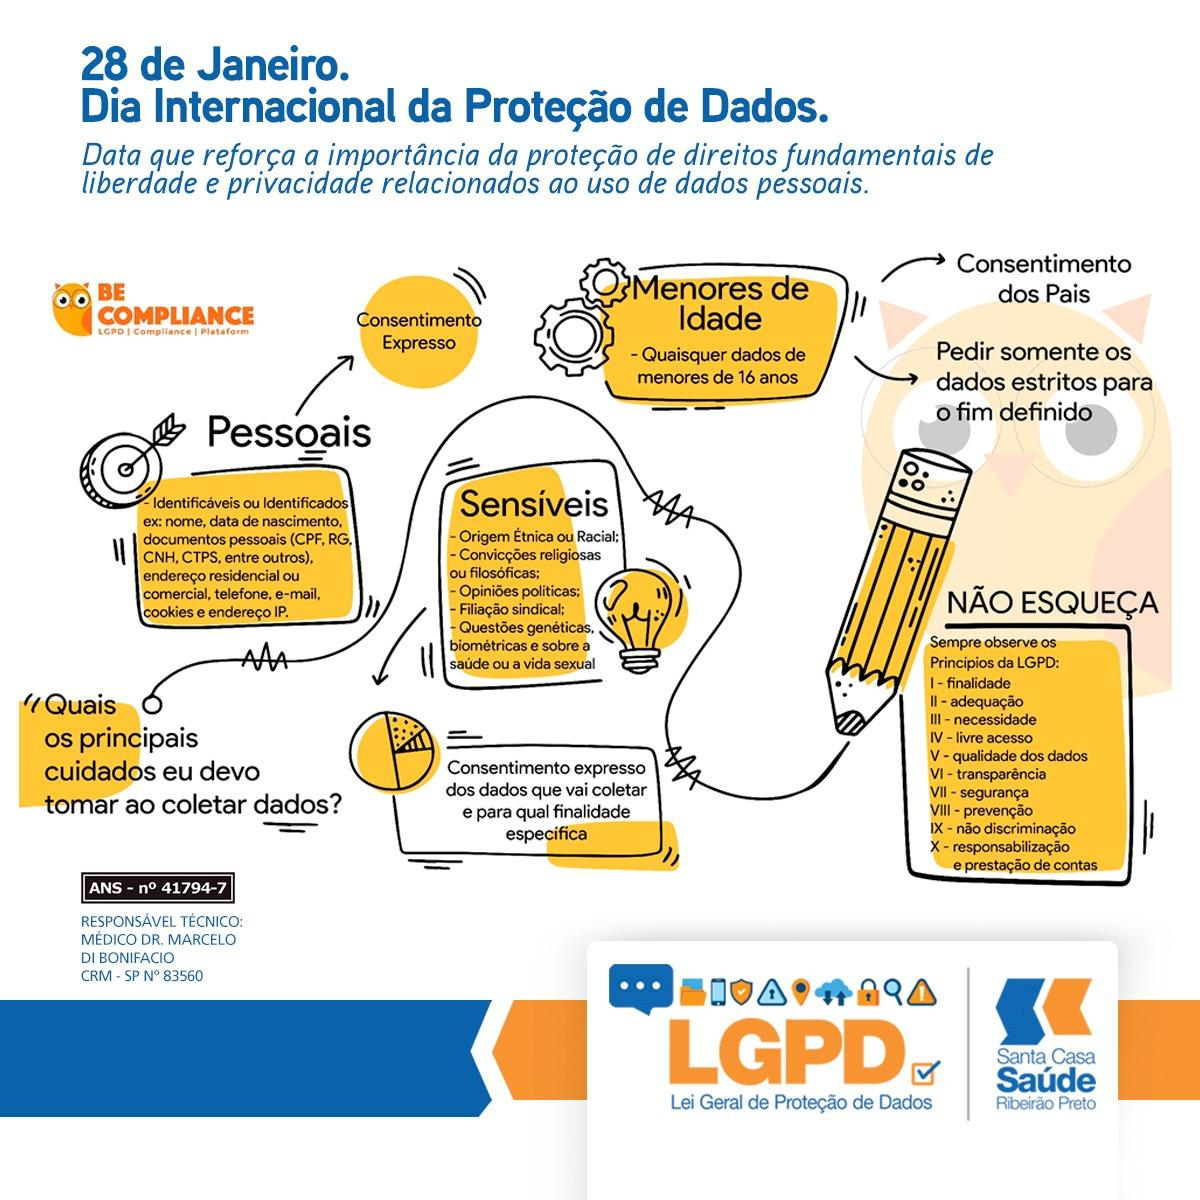 28 de Janeiro.
Dia Internacional da Proteção de Dados.
Data que reforça a importância da proteção de direitos fundamentais de
liberdade e privacidade relacionados ao uso de dados pessoais.
BE
COMPLIANCE
LGPD | Compliance | Plataform
Consentimento
Expresso
Menores de
Idade
- Quaisquer dados de
menores de 16 anos
Consentimento
dos Pais
Pedir somente os
dados estritos para
o fim definido
Pessoais
- Identificáveis ou Identificados
ex: nome, data de nascimento,
documentos pessoais (CPF, RG,
CNH, CTPS, entre outros),
endereço residencial ou
comercial, telefone, e-mail,
cookies e endereço IP.
Sensíveis
- Origem Étnica ou Racial;
- Convicções religiosas
ou filosóficas;
- Opiniões políticas;
- Filiação sindical;
- Questões genéticas,
biométricas e sobre a
saúde ou a vida sexual
Quais
os principais
cuidados eu devo
tomar ao coletar dados?
Consentimento expresso
dos dados que vai coletar
e para qual finalidade
específica
NÃO ESQUEÇA
Sempre observe os
Princípios da LGPD:
I - finalidade
II - adequação
III - necessidade
IV - livre acesso
V - qualidade dos dados
VI - transparência
VII - segurança
VIII - prevenção
IX - não discriminação
X - responsabilização
e prestação de contas
ANS - nº 41794-7
RESPONSÁVEL TÉCNICO:
MÉDICO DR. MARCELO
DI BONIFACIO
CRM - SP Nº 83560
LGPD
Lei Geral de Proteção de Dados
Santa Casa
Saúde
Ribeirão Preto